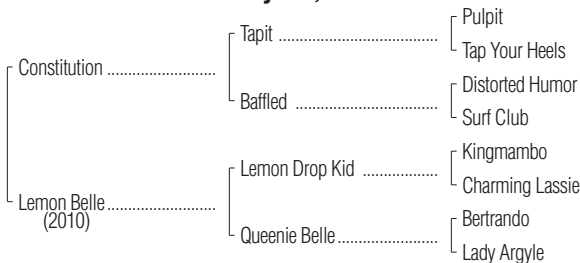 Pulpit
Tapit ........................................
Tap Your Heels
Constitution ...........................
Distorted Humor
Baffled ....................................
Surf Club
Kingmambo
Lemon Drop Kid ...................
Charming Lassie
Lemon Belle...........................
(2010)
Bertrando
Queenie Belle.........................
Lady Argyle